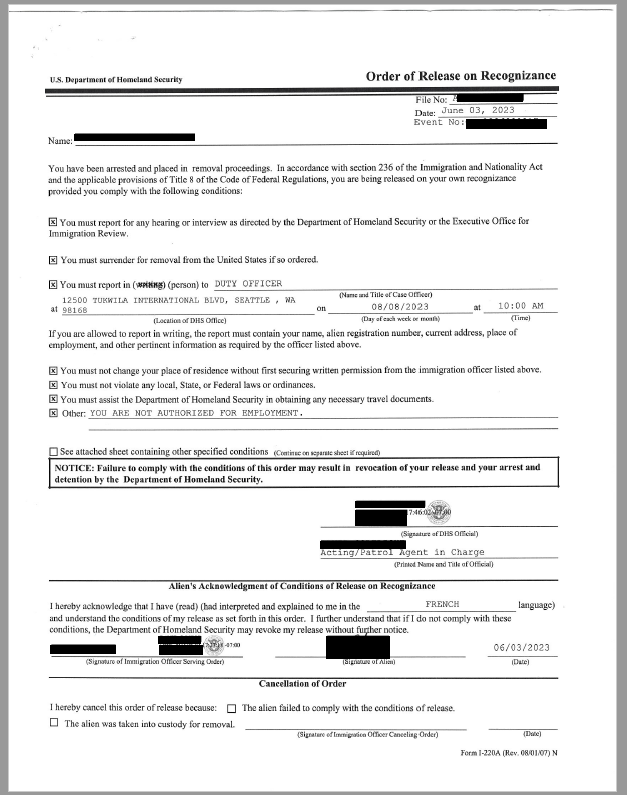 U.S. Department of Homeland Security
Order of Release on Recognizance
File No:
Date: June 03, 2023
Event No:
Name:
You have been arrested and placed in removal proceedings. In accordance with section 236 of the Immigration and Nationality Act
and the applicable provisions of Title 8 of the Code of Federal Regulations, you are being released on your own recognizance
provided you comply with the following conditions:
☒ You must report for any hearing or interview as directed by the Department of Homeland Security or the Executive Office for
Immigration Review.
☒ You must surrender for removal from the United States if so ordered.
☒ You must report in (writing) (person) to DUTY OFFICER
(Name and Title of Case Officer)
12500 TUKWILA INTERNATIONAL BLVD, SEATTLE , WA
at 98168 on 08/08/2023 at 10:00 AM
(Location of DHS Office) (Day of each week or month) (Time)
If you are allowed to report in writing, the report must contain your name, alien registration number, current address, place of
employment, and other pertinent information as required by the officer listed above.
☒ You must not change your place of residence without first securing written permission from the immigration officer listed above.
☒ You must not violate any local, State, or Federal laws or ordinances.
☒ You must assist the Department of Homeland Security in obtaining any necessary travel documents.
☒ Other: YOU ARE NOT AUTHORIZED FOR EMPLOYMENT.
☐ See attached sheet containing other specified conditions (Continue on separate sheet if required)
NOTICE: Failure to comply with the conditions of this order may result in revocation of your release and your arrest and
detention by the Department of Homeland Security.
(Signature of DHS Official)
Acting/Patrol Agent in Charge
(Printed Name and Title of Official)
Alien's Acknowledgment of Conditions of Release on Recognizance
I hereby acknowledge that I have (read) (had interpreted and explained to me in the FRENCH language)
and understand the conditions of my release as set forth in this order. I further understand that if I do not comply with these
conditions, the Department of Homeland Security may revoke my release without further notice.
06/03/2023
(Signature of Immigration Officer Serving Order) (Signature of Alien) (Date)
Cancellation of Order
I hereby cancel this order of release because: ☐ The alien failed to comply with the conditions of release.
☐ The alien was taken into custody for removal.
(Signature of Immigration Officer Canceling Order) (Date)
Form I-220A (Rev. 08/01/07) N